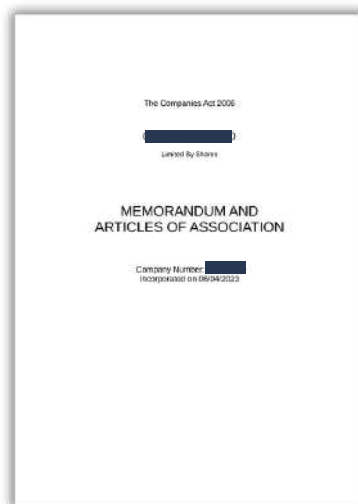 The Companies Act 2006
Limited By Shares
MEMORANDUM AND
ARTICLES OF ASSOCIATION
Company Number:
Incorporated on 06/04/2023